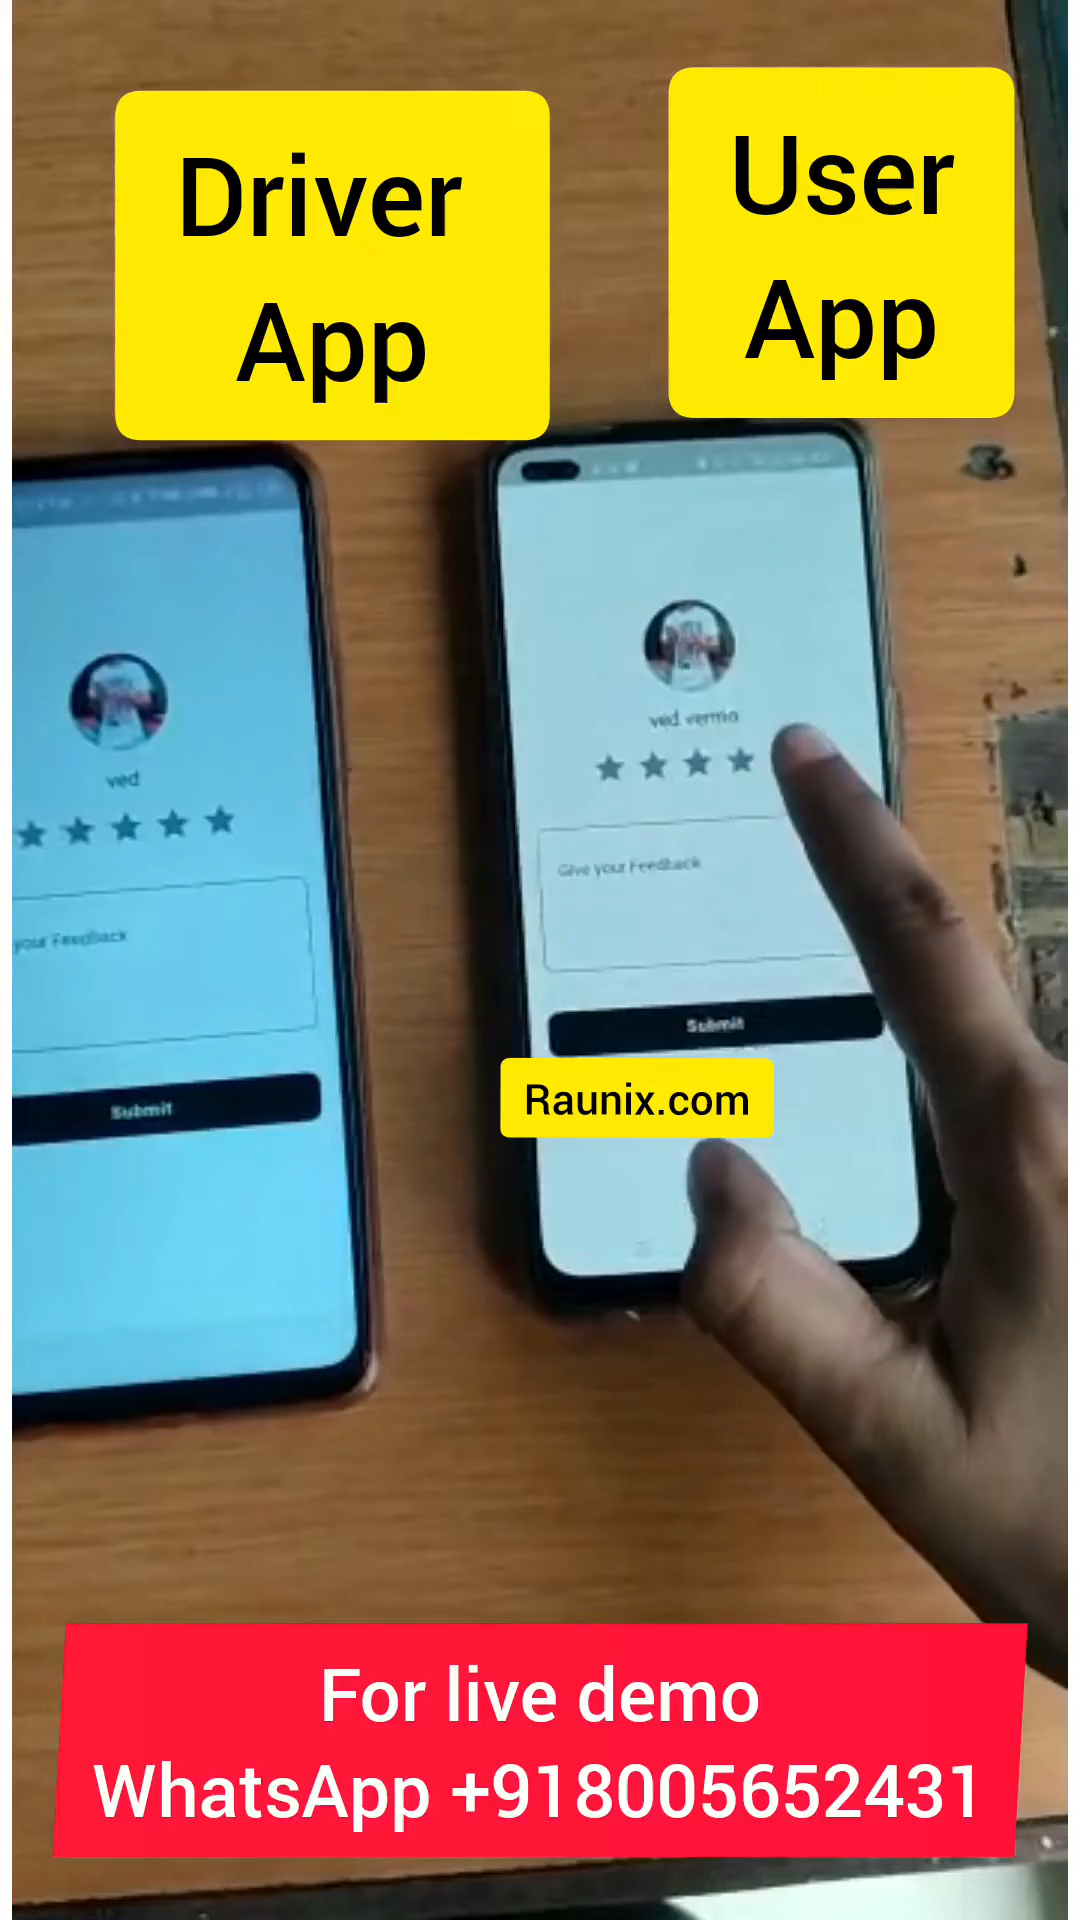 Driver
App
User
App
ved
your Feedback
Submit
ved verma
Give your Feedback
Submit
Raunix.com
For live demo
WhatsApp +918005652431